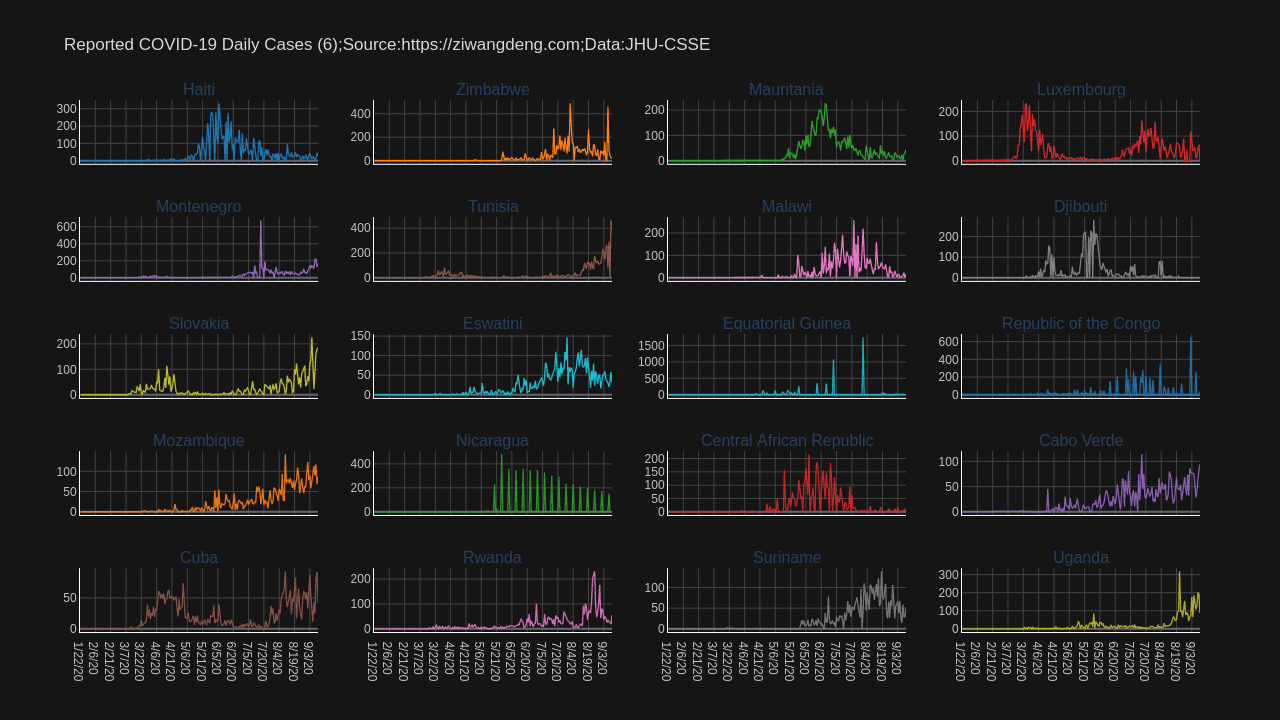 Reported COVID-19 Daily Cases (6);Source:https://ziwangdeng.com;Data:JHU-CSSE
Haiti Zimbabwe Mauritania Luxembourg
300 200 100 0
400 200 0
200 100 0
200 100 0
Montenegro Tunisia Malawi Djibouti
600 400 200 0
400 200 0
200 100 0
200 100 0
Slovakia Eswatini Equatorial Guinea Republic of the Congo
200 100 0
150 100 50 0
1500 1000 500 0
600 400 200 0
Mozambique Nicaragua Central African Republic Cabo Verde
100 50 0
400 200 0
200 150 100 50 0
100 50 0
Cuba Rwanda Suriname Uganda
50 0
200 100 0
100 50 0
300 200 100 0
1/22/20 2/6/20 2/21/20 3/7/20 3/22/20 4/6/20 4/21/20 5/6/20 5/21/20 6/5/20 6/20/20 7/5/20 7/20/20 8/4/20 8/19/20 9/3/20
1/22/20 2/6/20 2/21/20 3/7/20 3/22/20 4/6/20 4/21/20 5/6/20 5/21/20 6/5/20 6/20/20 7/5/20 7/20/20 8/4/20 8/19/20 9/3/20
1/22/20 2/6/20 2/21/20 3/7/20 3/22/20 4/6/20 4/21/20 5/6/20 5/21/20 6/5/20 6/20/20 7/5/20 7/20/20 8/4/20 8/19/20 9/3/20
1/22/20 2/6/20 2/21/20 3/7/20 3/22/20 4/6/20 4/21/20 5/6/20 5/21/20 6/5/20 6/20/20 7/5/20 7/20/20 8/4/20 8/19/20 9/3/20